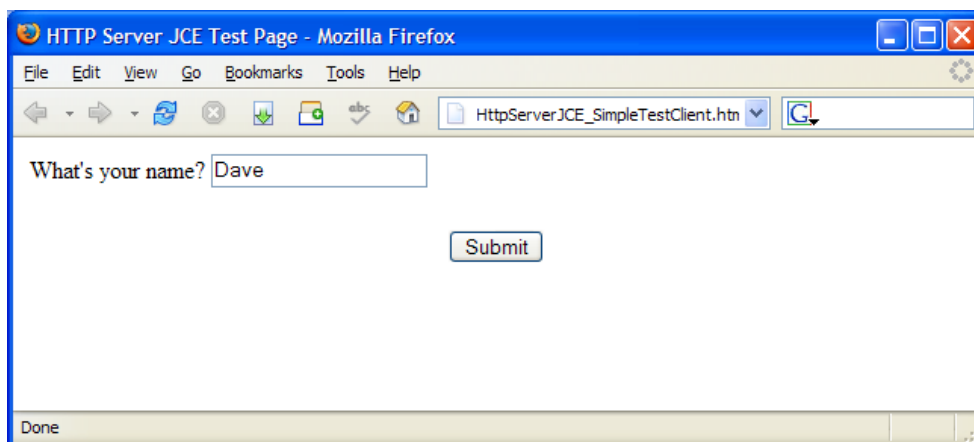 HTTP Server JCE Test Page - Mozilla Firefox
File Edit View Go Bookmarks Tools Help
abc HttpServerJCE_SimpleTestClient.htm G
What's your name? Dave
Submit
Done